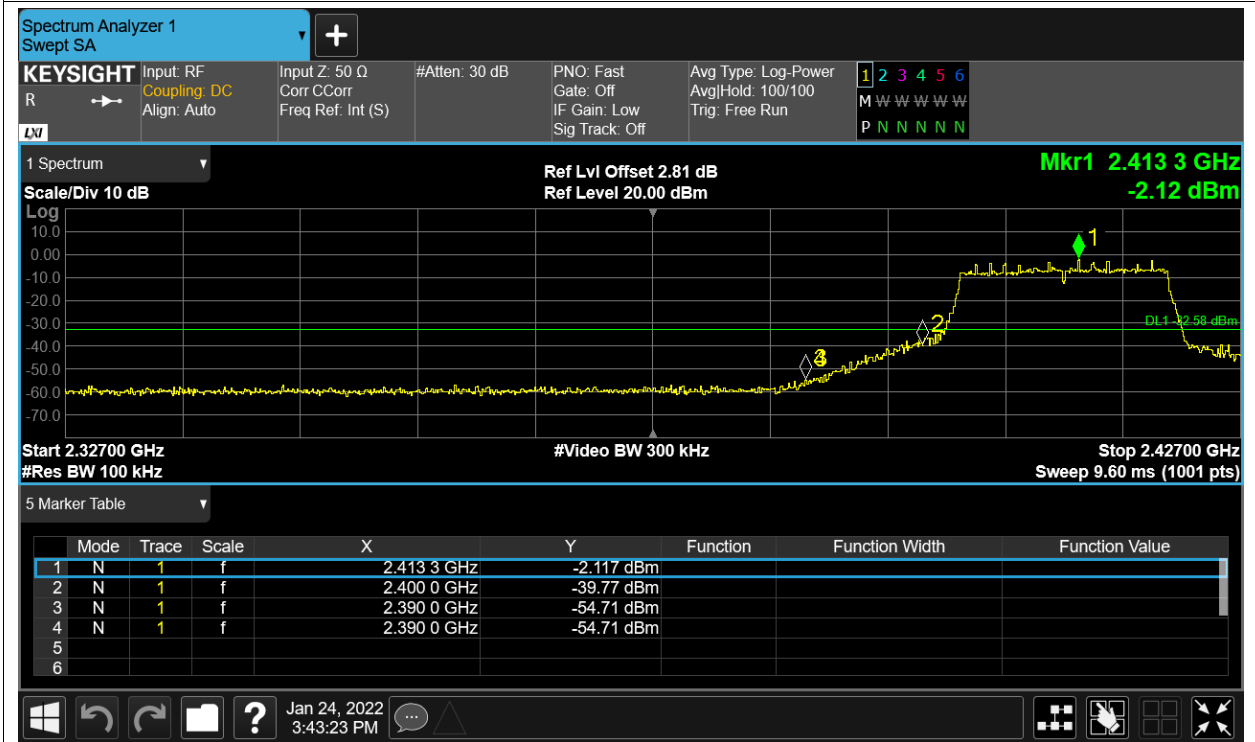 Spectrum Analyzer 1
Swept SA
+
KEYSIGHT Input: RF Input Z: 50 Ω #Atten: 30 dB PNO: Fast Avg Type: Log-Power 1 2 3 4 5 6
R Coupling: DC Corr CCorr Gate: Off Avg|Hold: 100/100 M W W W W W
Align: Auto Freq Ref: Int (S) IF Gain: Low Trig: Free Run
LXI Sig Track: Off P N N N N N
1 Spectrum Ref Lvl Offset 2.81 dB Mkr1 2.413 3 GHz
Scale/Div 10 dB Ref Level 20.00 dBm -2.12 dBm
Log
10.0
1
0.00
-10.0
-20.0
-30.0 2 DL1 -32.58 dBm
-40.0
-50.0
-60.0
-70.0
Start 2.32700 GHz #Video BW 300 kHz Stop 2.42700 GHz
#Res BW 100 kHz Sweep 9.60 ms (1001 pts)
5 Marker Table
Mode Trace Scale X Y Function Function Width Function Value
1 N 1 f 2.413 3 GHz -2.117 dBm
2 N 1 f 2.400 0 GHz -39.77 dBm
3 N 1 f 2.390 0 GHz -54.71 dBm
4 N 1 f 2.390 0 GHz -54.71 dBm
5
6
? Jan 24, 2022
3:43:23 PM